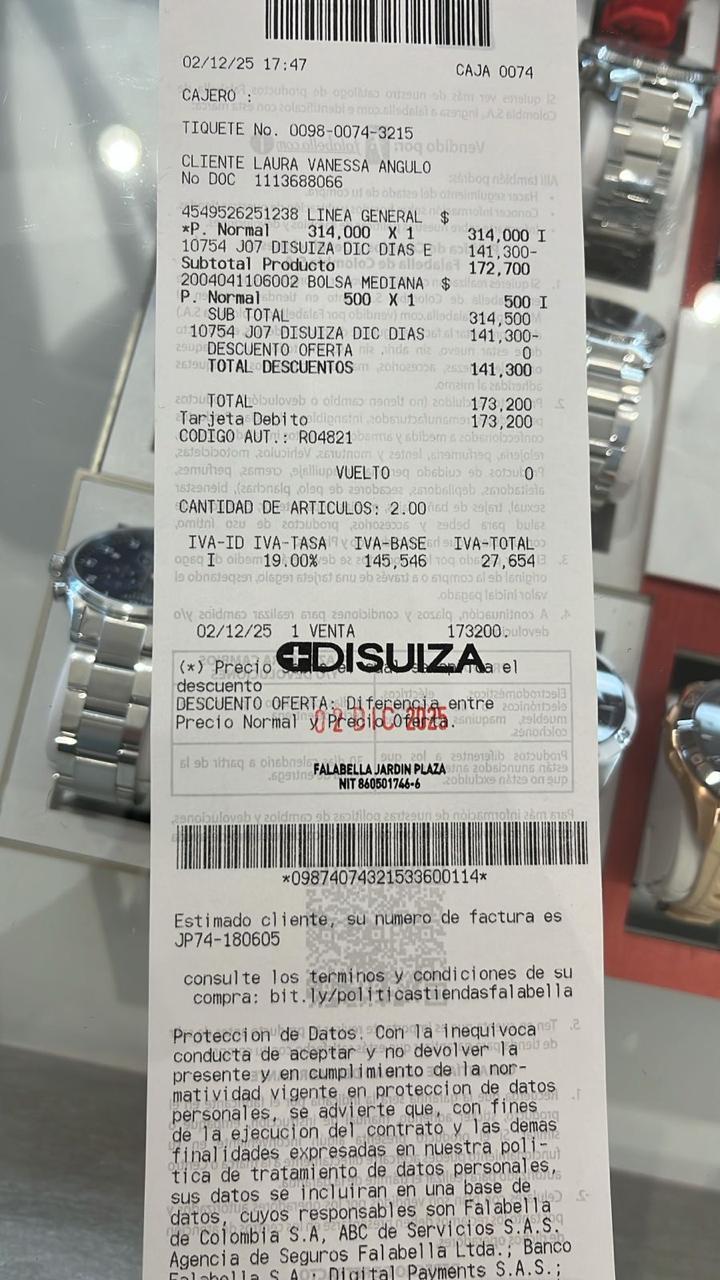 02/12/25 17:47 CAJA 0074
CAJERO :
TIQUETE No. 0098-0074-3215
CLIENTE LAURA VANESSA ANGULO
No DOC 1113688066
4549526251238 LINEA GENERAL $
*P. Normal 314,000 X 1 314,000 I
10754 J07 DISUIZA DIC DIAS E 141,300-
Subtotal Producto 172,700
2004041106002 BOLSA MEDIANA $
P. Normal 500 X 1 500 I
SUB TOTAL 314,500
10754 J07 DISUIZA DIC DIAS 141,300-
DESCUENTO OFERTA 0
TOTAL DESCUENTOS 141,300
TOTAL 173,200
Tarjeta Debito 173,200
CODIGO AUT.: R04821
VUELTO 0
CANTIDAD DE ARTICULOS: 2.00
IVA-ID IVA-TASA IVA-BASE IVA-TOTAL
I 19.00% 145,546 27,654
02/12/25 1 VENTA 173200.
DISUIZA
(*) Precio el
descuento
DESCUENTO OFERTA: Diferencia entre
Precio Normal y Precio Oferta.
02 DIC 2025
FALABELLA JARDIN PLAZA
NIT 860501746-6
*09874074321533600114*
Estimado cliente, su numero de factura es
JP74-180605
consulte los terminos y condiciones de su
compra: bit.ly/politicastiendasfalabella
Proteccion de Datos. Con la inequivoca
conducta de aceptar y no devolver la
presente y en cumplimiento de la nor-
matividad vigente en proteccion de datos
personales, se advierte que, con fines
de la ejecucion del contrato y las demas
finalidades expresadas en nuestra poli-
tica de tratamiento de datos personales,
sus datos se incluiran en una base de
datos, cuyos responsables son Falabella
de Colombia S.A, ABC de Servicios S.A.S.
Agencia de Seguros Falabella Ltda.; Banco
Falabella S.A.; Digital Payments S.A.S.;